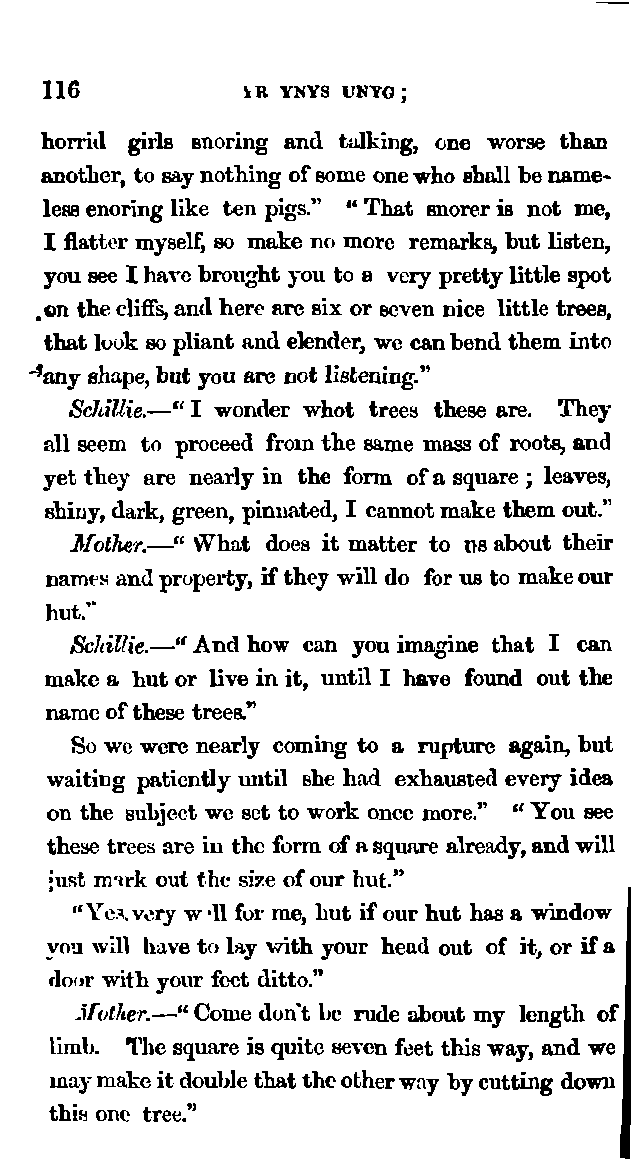 116 YR YNYS UNYG;
horrid girls snoring and talking, one worse than
another, to say nothing of some one who shall be name-
less enoring like ten pigs.” “That snorer is not me,
I flatter myself, so make no more remarks, but listen,
you see I have brought you to a very pretty little spot
on the cliffs, and here are six or seven nice little trees,
that look so pliant and elender, we can bend them into
any shape, but you are not listening.”
Schillie.—“I wonder whot trees these are. They
all seem to proceed from the same mass of roots, and
yet they are nearly in the form of a square; leaves,
shiny, dark, green, pinnated, I cannot make them out.”
Mother.—“What does it matter to us about their
names and property, if they will do for us to make our
hut.”
Schillie.—“And how can you imagine that I can
make a hut or live in it, until I have found out the
name of these trees.”
So we were nearly coming to a rupture again, but
waiting patiently until she had exhausted every idea
on the subject we set to work once more.” “You see
these trees are in the form of a square already, and will
just mark out the size of our hut.”
“Yes, very well for me, but if our hut has a window
you will have to lay with your head out of it, or if a
door with your feet ditto.”
Mother.—“Come don't be rude about my length of
limb. The square is quite seven feet this way, and we
may make it double that the other way by cutting down
this one tree.”